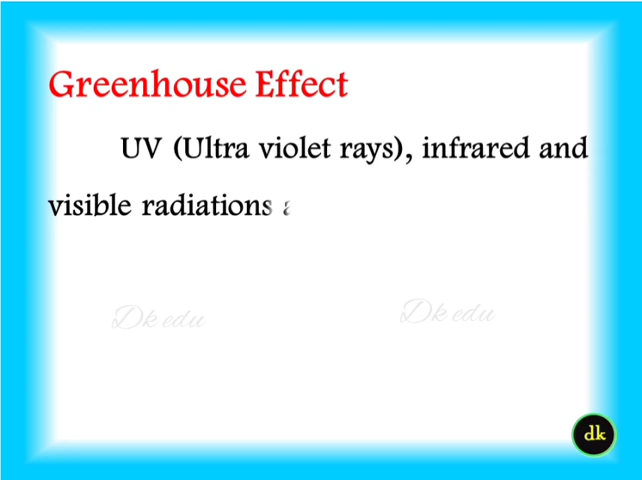 Greenhouse Effect
UV (Ultra violet rays), infrared and
visible radiations
Dk edu
Dk edu
dk